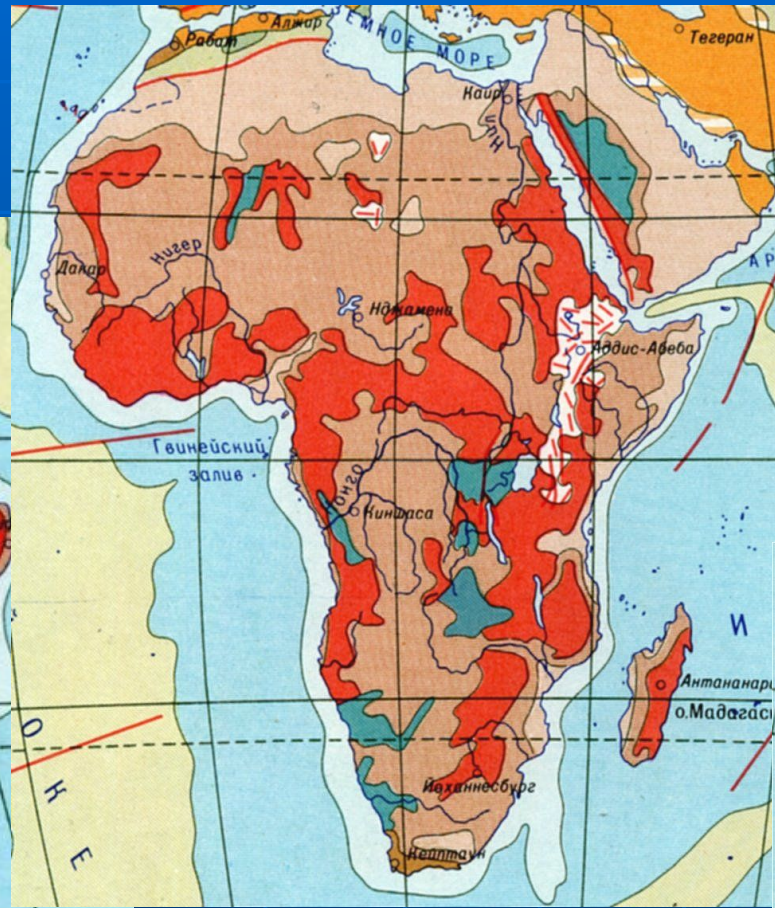 Алжир
Рабат
ЕМНОЕ МОРЕ
Тегеран
Каир
Нил
Дакар
Нигер
Нджамена
АР
Аддис-Абеба
Гвинейский
залив
Конго
Киншаса
И
Антананари
о.Мадагас
Йоханнесбург
Кейптаун
О К Е